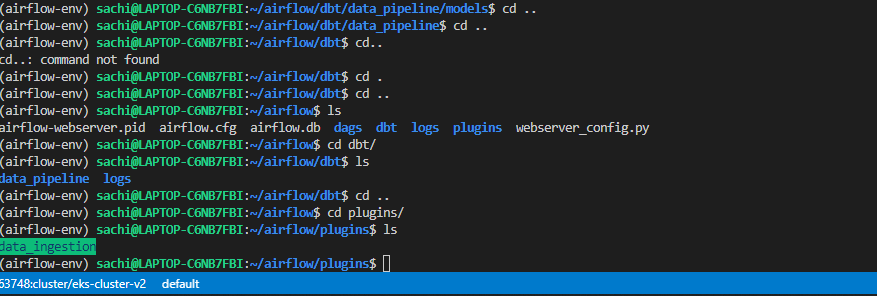 (airflow-env) sachi@LAPTOP-C6NB7FBI:~/airflow/dbt/data_pipeline/models$ cd ..
(airflow-env) sachi@LAPTOP-C6NB7FBI:~/airflow/dbt/data_pipeline$ cd ..
(airflow-env) sachi@LAPTOP-C6NB7FBI:~/airflow/dbt$ cd..
cd..: command not found
(airflow-env) sachi@LAPTOP-C6NB7FBI:~/airflow/dbt$ cd .
(airflow-env) sachi@LAPTOP-C6NB7FBI:~/airflow/dbt$ cd ..
(airflow-env) sachi@LAPTOP-C6NB7FBI:~/airflow$ ls
airflow-webserver.pid airflow.cfg airflow.db dags dbt logs plugins webserver_config.py
(airflow-env) sachi@LAPTOP-C6NB7FBI:~/airflow$ cd dbt/
(airflow-env) sachi@LAPTOP-C6NB7FBI:~/airflow/dbt$ ls
data_pipeline logs
(airflow-env) sachi@LAPTOP-C6NB7FBI:~/airflow/dbt$ cd ..
(airflow-env) sachi@LAPTOP-C6NB7FBI:~/airflow$ cd plugins/
(airflow-env) sachi@LAPTOP-C6NB7FBI:~/airflow/plugins$ ls
data_ingestion
(airflow-env) sachi@LAPTOP-C6NB7FBI:~/airflow/plugins$
63748:cluster/eks-cluster-v2 default